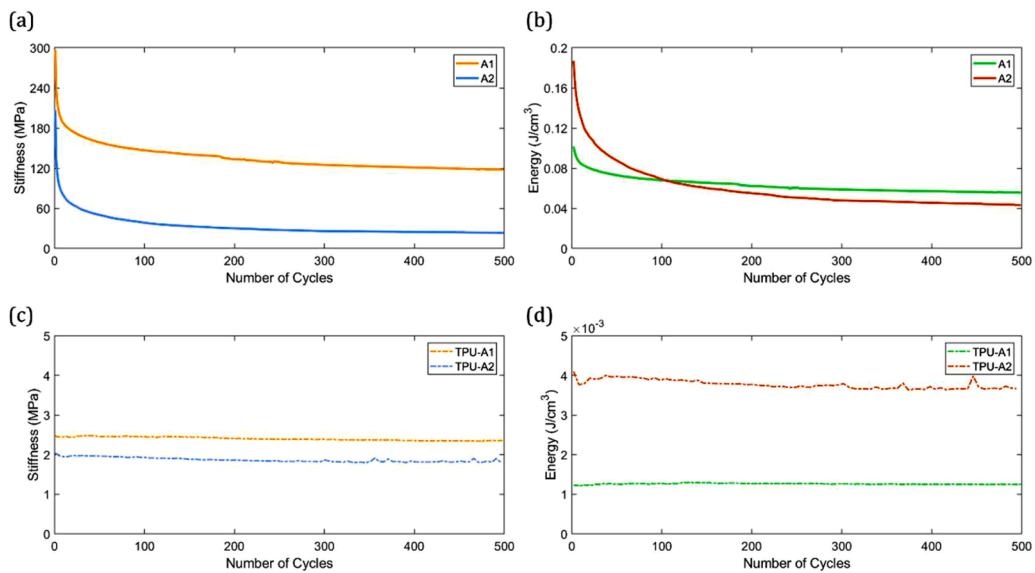 (a)
Stiffness (MPa)
300
240
180
120
60
0
0 100 200 300 400 500
Number of Cycles
A1
A2
(b)
Energy (J/cm³)
0.2
0.16
0.12
0.08
0.04
0
0 100 200 300 400 500
Number of Cycles
A1
A2
(c)
Stiffness (MPa)
5
4
3
2
1
0
0 100 200 300 400 500
Number of Cycles
TPU-A1
TPU-A2
(d)
×10⁻³
Energy (J/cm³)
5
4
3
2
1
0
0 100 200 300 400 500
Number of Cycles
TPU-A1
TPU-A2